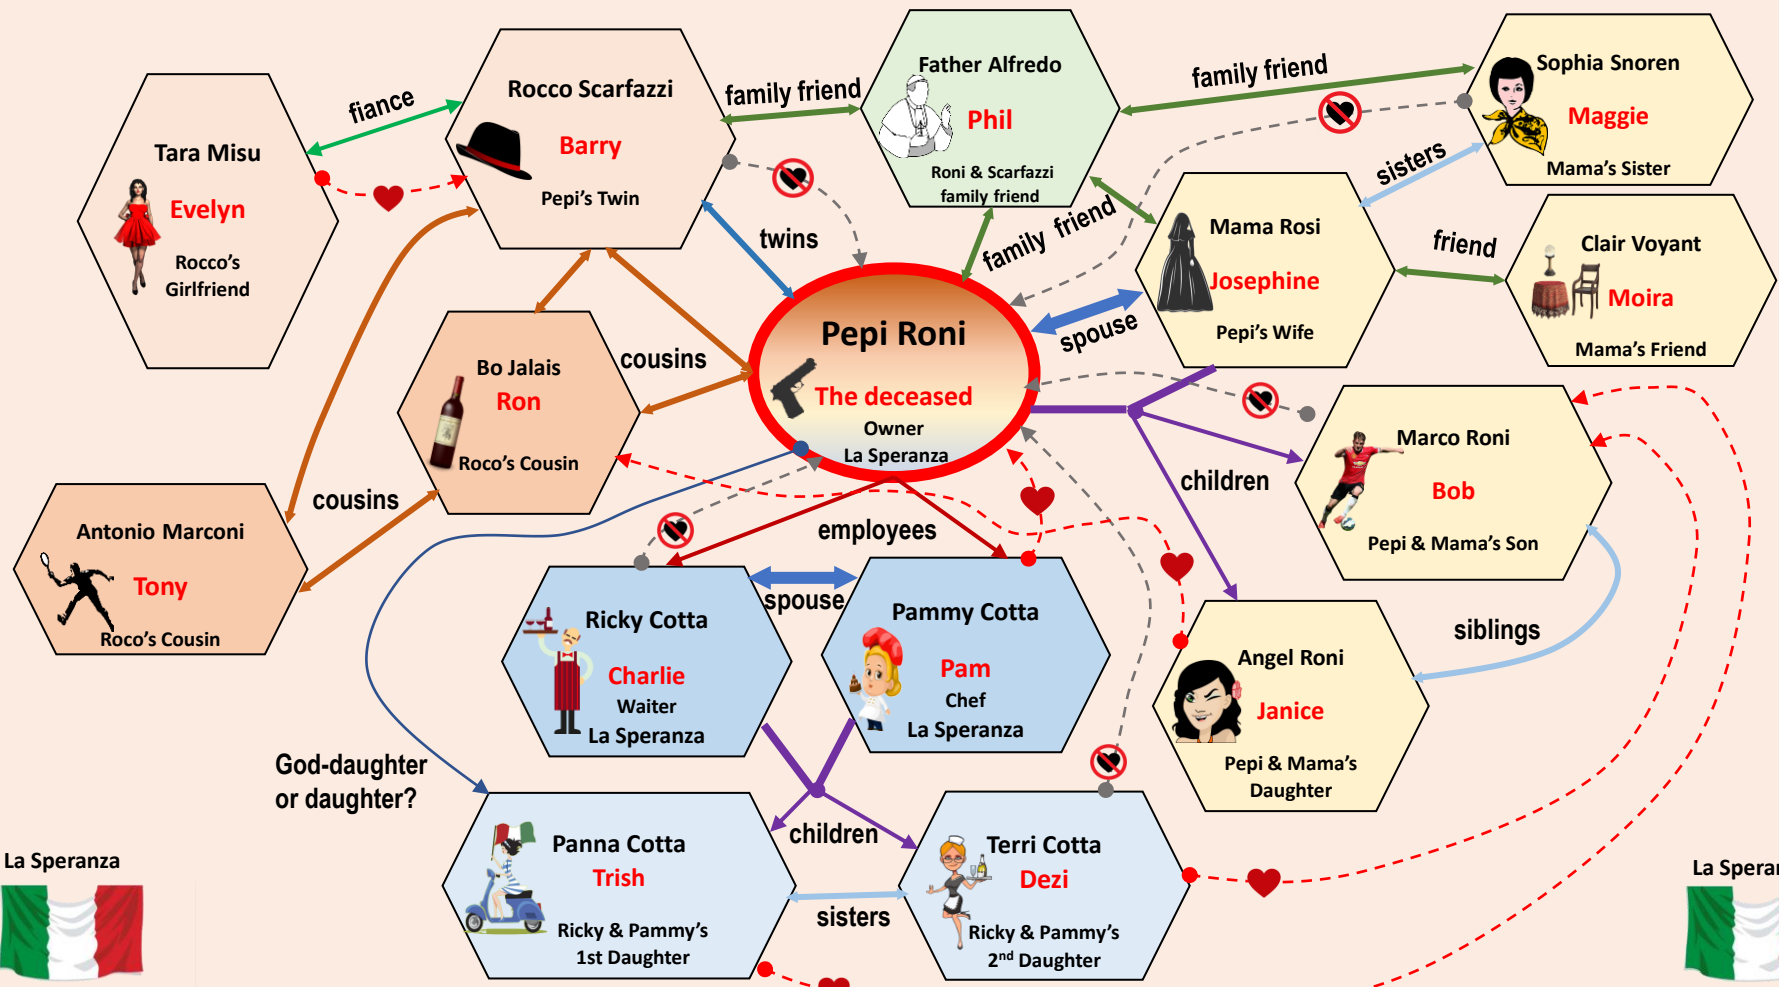 Tara Misu
Evelyn
Rocco's
Girlfriend
fiance
Rocco Scarfazzi
Barry
Pepi's Twin
family friend
Father Alfredo
Phil
Roni & Scarfazzi
family friend
family friend
Sophia Snoren
Maggie
Mama's Sister
sisters
family friend
Mama Rosi
Josephine
Pepi's Wife
friend
Clair Voyant
Moira
Mama's Friend
twins
spouse
Pepi Roni
The deceased
Owner
La Speranza
Bo Jalais
Ron
Roco's Cousin
cousins
cousins
Antonio Marconi
Tony
Roco's Cousin
employees
children
Marco Roni
Bob
Pepi & Mama's Son
siblings
Ricky Cotta
Charlie
Waiter
La Speranza
spouse
Pammy Cotta
Pam
Chef
La Speranza
Angel Roni
Janice
Pepi & Mama's
Daughter
God-daughter
or daughter?
children
Panna Cotta
Trish
Ricky & Pammy's
1st Daughter
sisters
Terri Cotta
Dezi
Ricky & Pammy's
2nd Daughter
La Speranza
La Speran